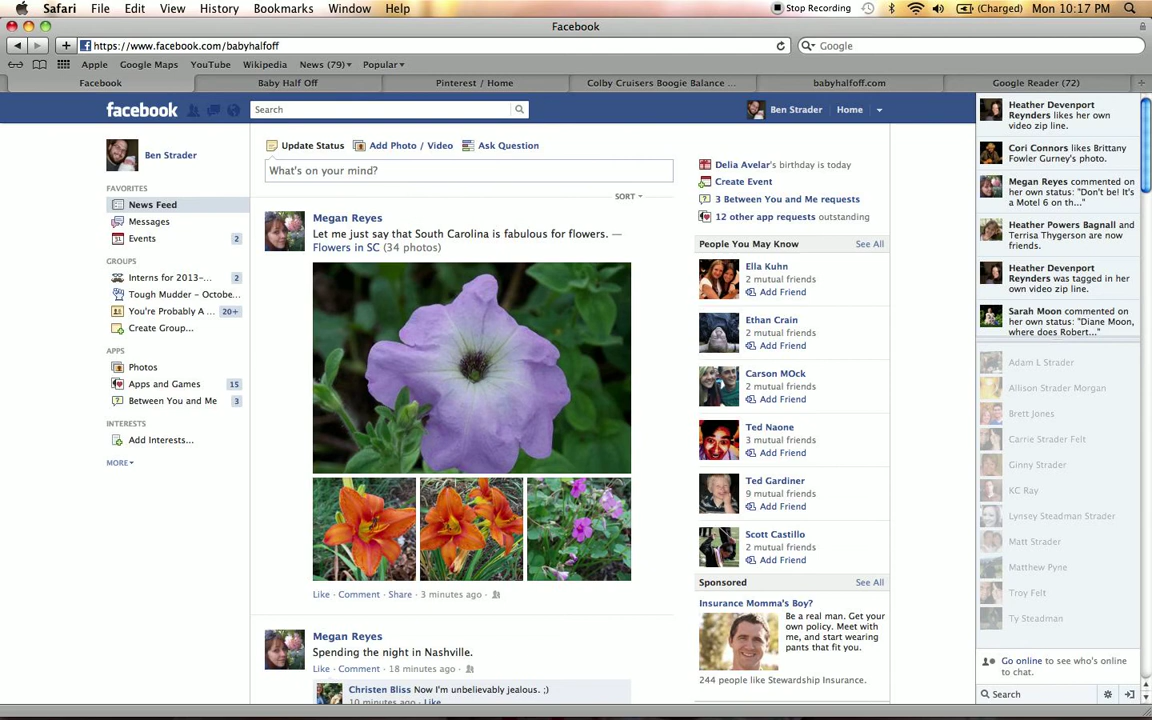 Safari File Edit View History Bookmarks Window Help
Stop Recording (Charged) Mon 10:17 PM
Facebook
https://www.facebook.com/babyhalfoff
Google
Apple Google Maps YouTube Wikipedia News (79) Popular
Facebook Baby Half Off Pinterest / Home Colby Cruisers Boogie Balance ... babyhalfoff.com Google Reader (72)
facebook
Search
Ben Strader Home
Ben Strader
FAVORITES
News Feed
Messages
Events 2
GROUPS
Interns for 2013-... 2
Tough Mudder - Octobe...
You're Probably A ... 20+
Create Group...
APPS
Photos
Apps and Games 15
Between You and Me 3
INTERESTS
Add Interests...
MORE
Update Status Add Photo / Video Ask Question
What's on your mind?
SORT
Megan Reyes
Let me just say that South Carolina is fabulous for flowers. —
Flowers in SC (34 photos)
Like · Comment · Share · 3 minutes ago ·
Megan Reyes
Spending the night in Nashville.
Like · Comment · 18 minutes ago ·
Christen Bliss Now I'm unbelievably jealous. ;)
10 minutes ago · Like
Delia Avelar's birthday is today
Create Event
3 Between You and Me requests
12 other app requests outstanding
People You May Know See All
Ella Kuhn
2 mutual friends
Add Friend
Ethan Crain
2 mutual friends
Add Friend
Carson MOck
2 mutual friends
Add Friend
Ted Naone
3 mutual friends
Add Friend
Ted Gardiner
9 mutual friends
Add Friend
Scott Castillo
2 mutual friends
Add Friend
Sponsored See All
Insurance Momma's Boy?
Be a real man. Get your
own policy. Meet with
me, and start wearing
pants that fit you.
244 people like Stewardship Insurance.
Heather Devenport
Reynders likes her own
video zip line.
Cori Connors likes Brittany
Fowler Gurney's photo.
Megan Reyes commented on
her own status: "Don't be! It's
a Motel 6 on th..."
Heather Powers Bagnall and
Terrisa Thygerson are now
friends.
Heather Devenport
Reynders was tagged in her
own video zip line.
Sarah Moon commented on
her own status: "Diane Moon,
where does Robert..."
Adam L Strader
Allison Strader Morgan
Brett Jones
Carrie Strader Felt
Ginny Strader
KC Ray
Lynsey Steadman Strader
Matt Strader
Matthew Pyne
Troy Felt
Ty Steadman
Go online to see who's online
to chat.
Search